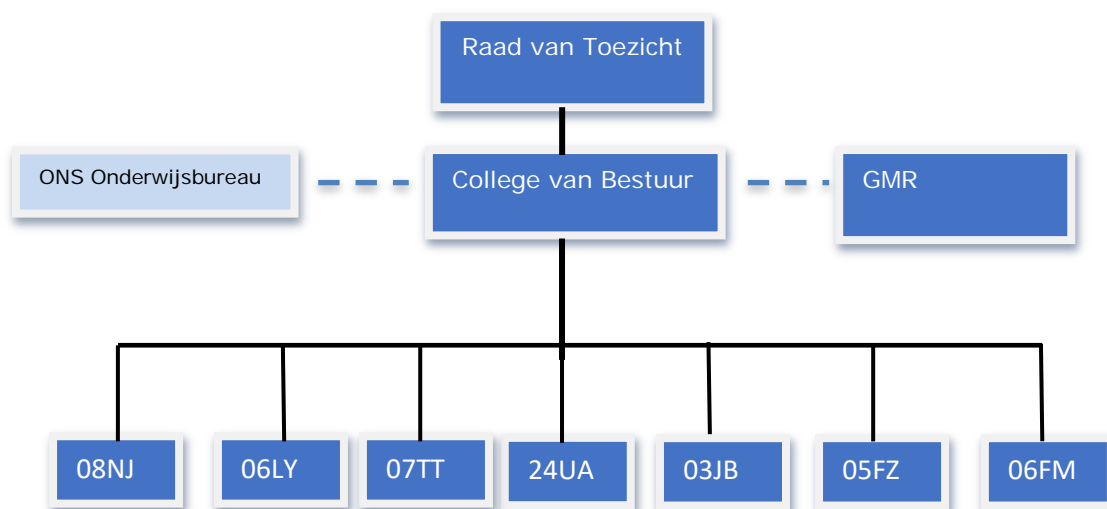 Raad van Toezicht
ONS Onderwijsbureau
College van Bestuur
GMR
08NJ
06LY
07TT
24UA
03JB
05FZ
06FM